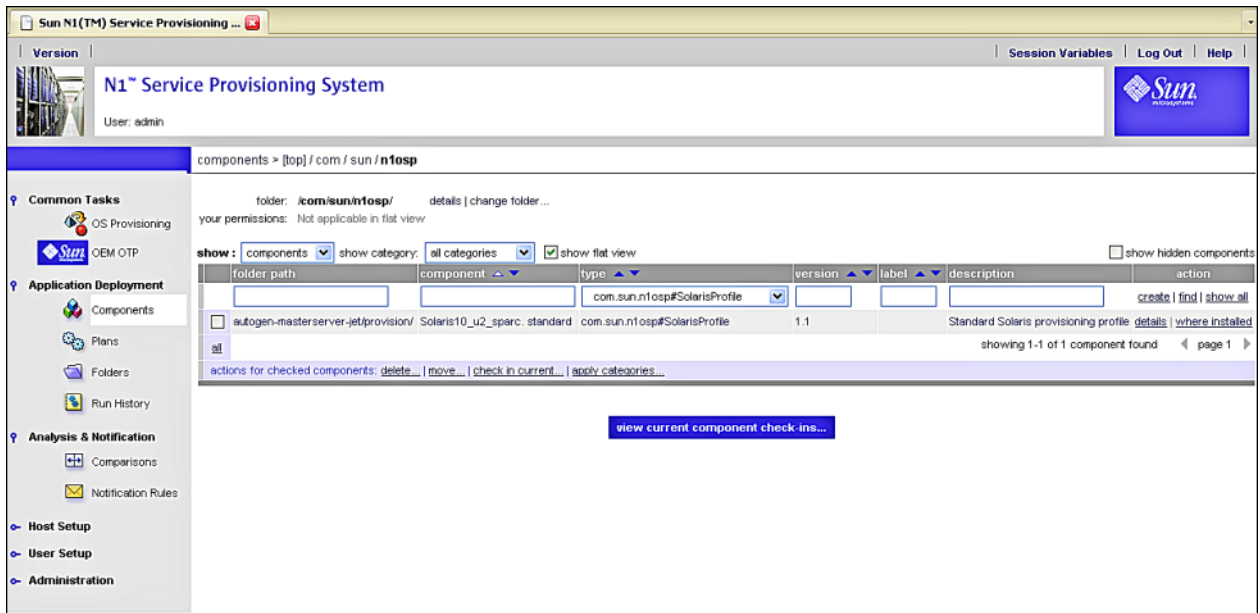 Sun N1(TM) Service Provisioning ...
Version
Session Variables | Log Out | Help
N1™ Service Provisioning System
User: admin
Sun
microsystems
components > [top] / com / sun / n1osp
Common Tasks
OS Provisioning
Sun OEM OTP
Application Deployment
Components
Plans
Folders
Run History
Analysis & Notification
Comparisons
Notification Rules
Host Setup
User Setup
Administration
folder: /com/sun/n1osp/ details | change folder...
your permissions: Not applicable in flat view
show : components show category: all categories show flat view show hidden components
folder path component type version label description action
com.sun.n1osp#SolarisProfile create | find | show all
autogen-masterserver-jet/provision/ Solaris10_u2_sparc. standard com.sun.n1osp#SolarisProfile 1.1 Standard Solaris provisioning profile details | where installed
all showing 1-1 of 1 component found page 1
actions for checked components: delete... | move... | check in current... | apply categories...
view current component check-ins...